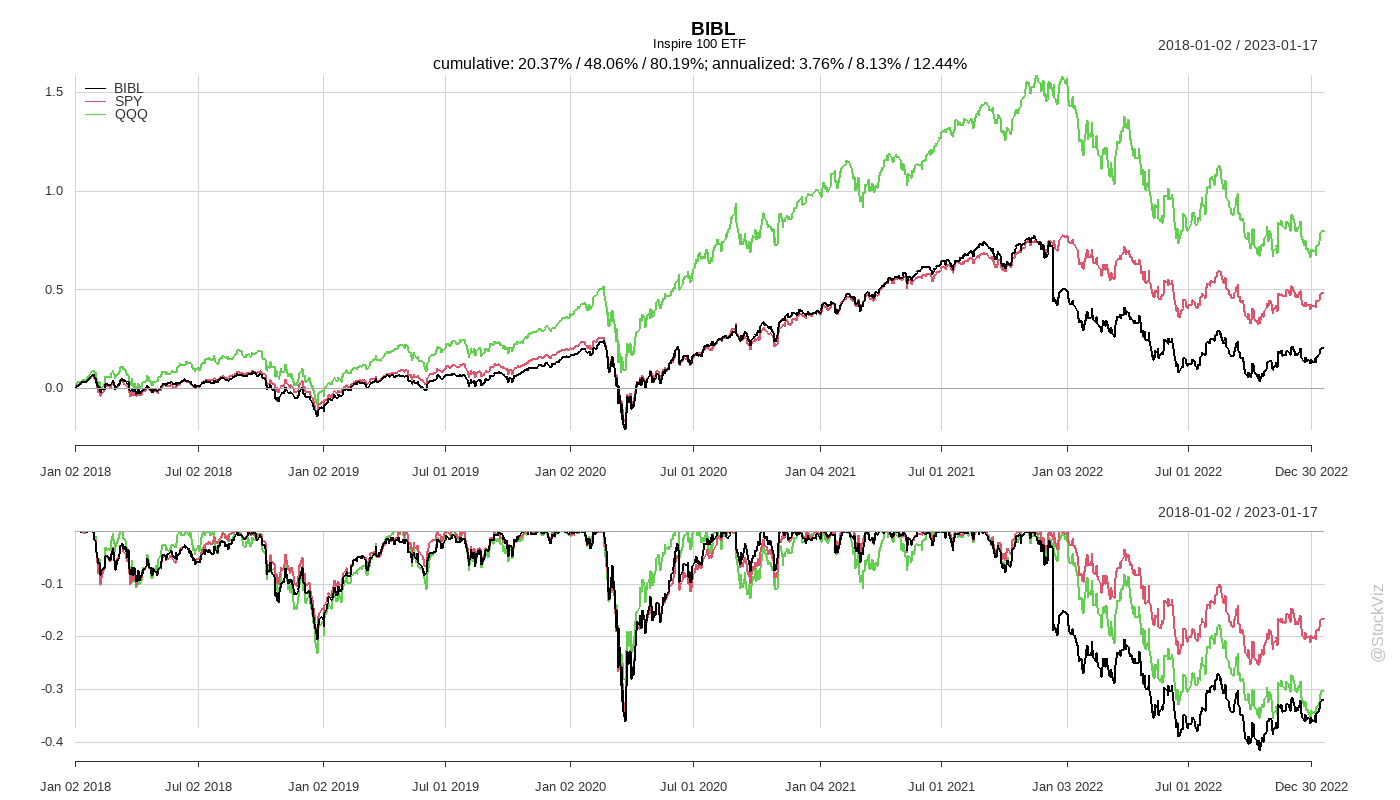 BIBL
Inspire 100 ETF
2018-01-02 / 2023-01-17
cumulative: 20.37% / 48.06% / 80.19%; annualized: 3.76% / 8.13% / 12.44%
BIBL
SPY
QQQ
1.5
1.0
0.5
0.0
Jan 02 2018 Jul 02 2018 Jan 02 2019 Jul 01 2019 Jan 02 2020 Jul 01 2020 Jan 04 2021 Jul 01 2021 Jan 03 2022 Jul 01 2022 Dec 30 2022
2018-01-02 / 2023-01-17
-0.1
-0.2
-0.3
-0.4
Jan 02 2018 Jul 02 2018 Jan 02 2019 Jul 01 2019 Jan 02 2020 Jul 01 2020 Jan 04 2021 Jul 01 2021 Jan 03 2022 Jul 01 2022 Dec 30 2022
@StockViz